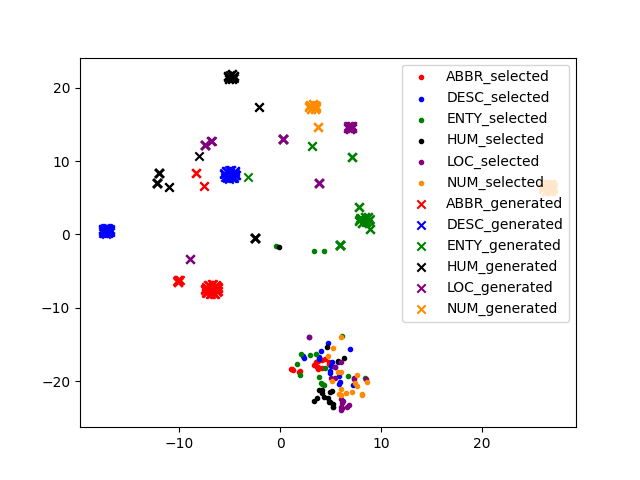 20
10
0
−10
−20
−10
0
10
20
ABBR_selected
DESC_selected
ENTY_selected
HUM_selected
LOC_selected
NUM_selected
ABBR_generated
DESC_generated
ENTY_generated
HUM_generated
LOC_generated
NUM_generated